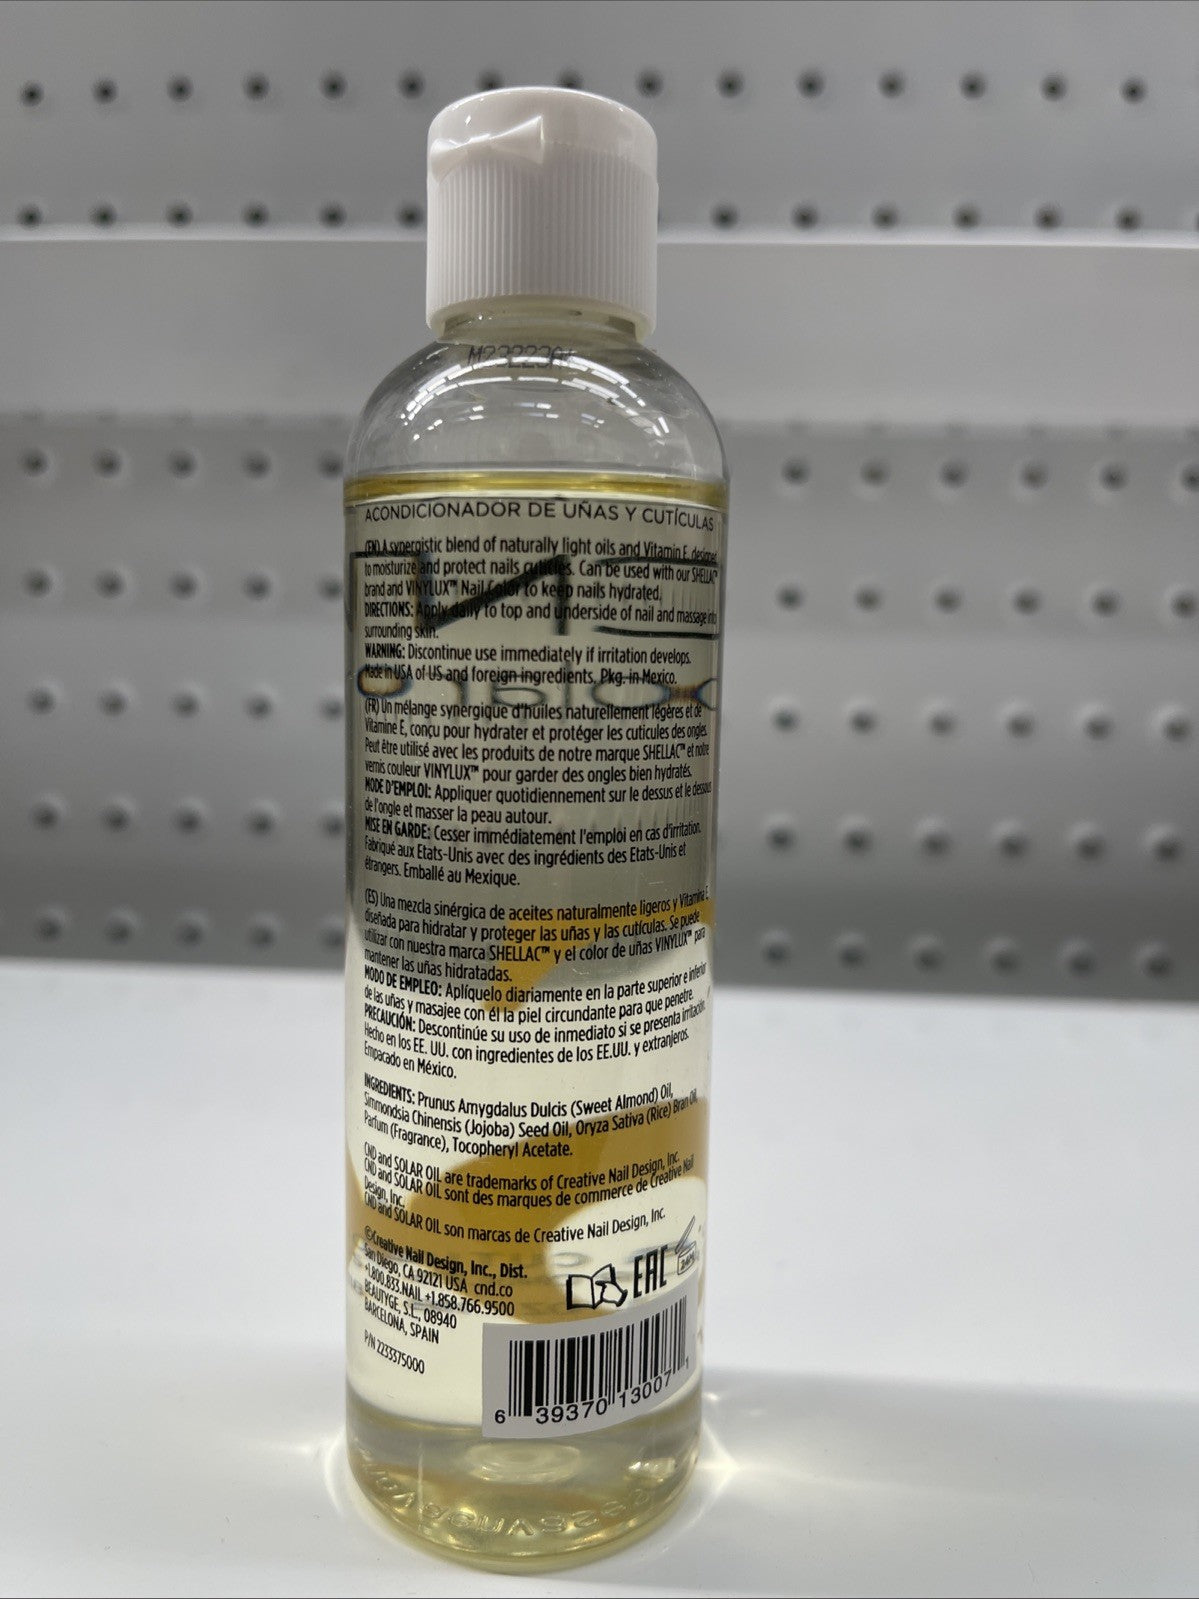 M23223A
ACONDICIONADOR DE UÑAS Y CUTÍCULAS
(EN) A synergistic blend of naturally light oils and Vitamin E, designed
to moisturize and protect nails cuticles. Can be used with our SHELLAC™
brand and VINYLUX™ Nail Color to keep nails hydrated.
DIRECTIONS: Apply daily to top and underside of nail and massage into
surrounding skin.
WARNING: Discontinue use immediately if irritation develops.
Made in USA of US and foreign ingredients. Pkg. in Mexico.
(FR) Un mélange synergique d'huiles naturellement légères et de
Vitamine E, conçu pour hydrater et protéger les cuticules des ongles.
Peut être utilisé avec les produits de notre marque SHELLAC™ et notre
vernis couleur VINYLUX™ pour garder des ongles bien hydratés.
MODE D'EMPLOI: Appliquer quotidiennement sur le dessus et le dessous
de l'ongle et masser la peau autour.
MISE EN GARDE: Cesser immédiatement l'emploi en cas d'irritation.
Fabriqué aux Etats-Unis avec des ingrédients des Etats-Unis et
étrangers. Emballé au Mexique.
(ES) Una mezcla sinérgica de aceites naturalmente ligeros y Vitamina E,
diseñada para hidratar y proteger las uñas y las cutículas. Se puede
utilizar con nuestra marca SHELLAC™ y el color de uñas VINYLUX™ para
mantener las uñas hidratadas.
MODO DE EMPLEO: Aplíquelo diariamente en la parte superior e inferior
de las uñas y masajee con él la piel circundante para que penetre.
PRECAUCIÓN: Descontinúe su uso de inmediato si se presenta irritación.
Hecho en los EE. UU. con ingredientes de los EE.UU. y extranjeros.
Empacado en México.
INGREDIENTS: Prunus Amygdalus Dulcis (Sweet Almond) Oil,
Simmondsia Chinensis (Jojoba) Seed Oil, Oryza Sativa (Rice) Bran Oil,
Parfum (Fragrance), Tocopheryl Acetate.
CND and SOLAR OIL are trademarks of Creative Nail Design, Inc.
CND and SOLAR OIL sont des marques de commerce de Creative Nail
Design, Inc.
CND and SOLAR OIL son marcas de Creative Nail Design, Inc.
©Creative Nail Design, Inc., Dist.
San Diego, CA 92121 USA cnd.co
+1.800.833.NAIL +1.858.766.9500
BEAUTYGE, S.L., 08940
BARCELONA, SPAIN
P/N 2233375000
EAC
24M
6 39370 13007 1